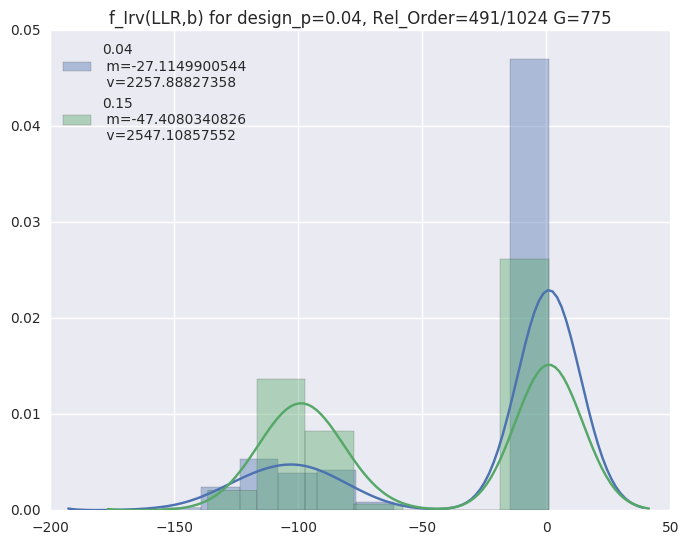 f_Irv(LLR,b) for design_p=0.04, Rel_Order=491/1024 G=775
0.05
0.04
0.03
0.02
0.01
0.00
0.04
m=-27.1149900544
v=2257.88827358
0.15
m=-47.4080340826
v=2547.10857552
−200
−150
−100
−50
0
50